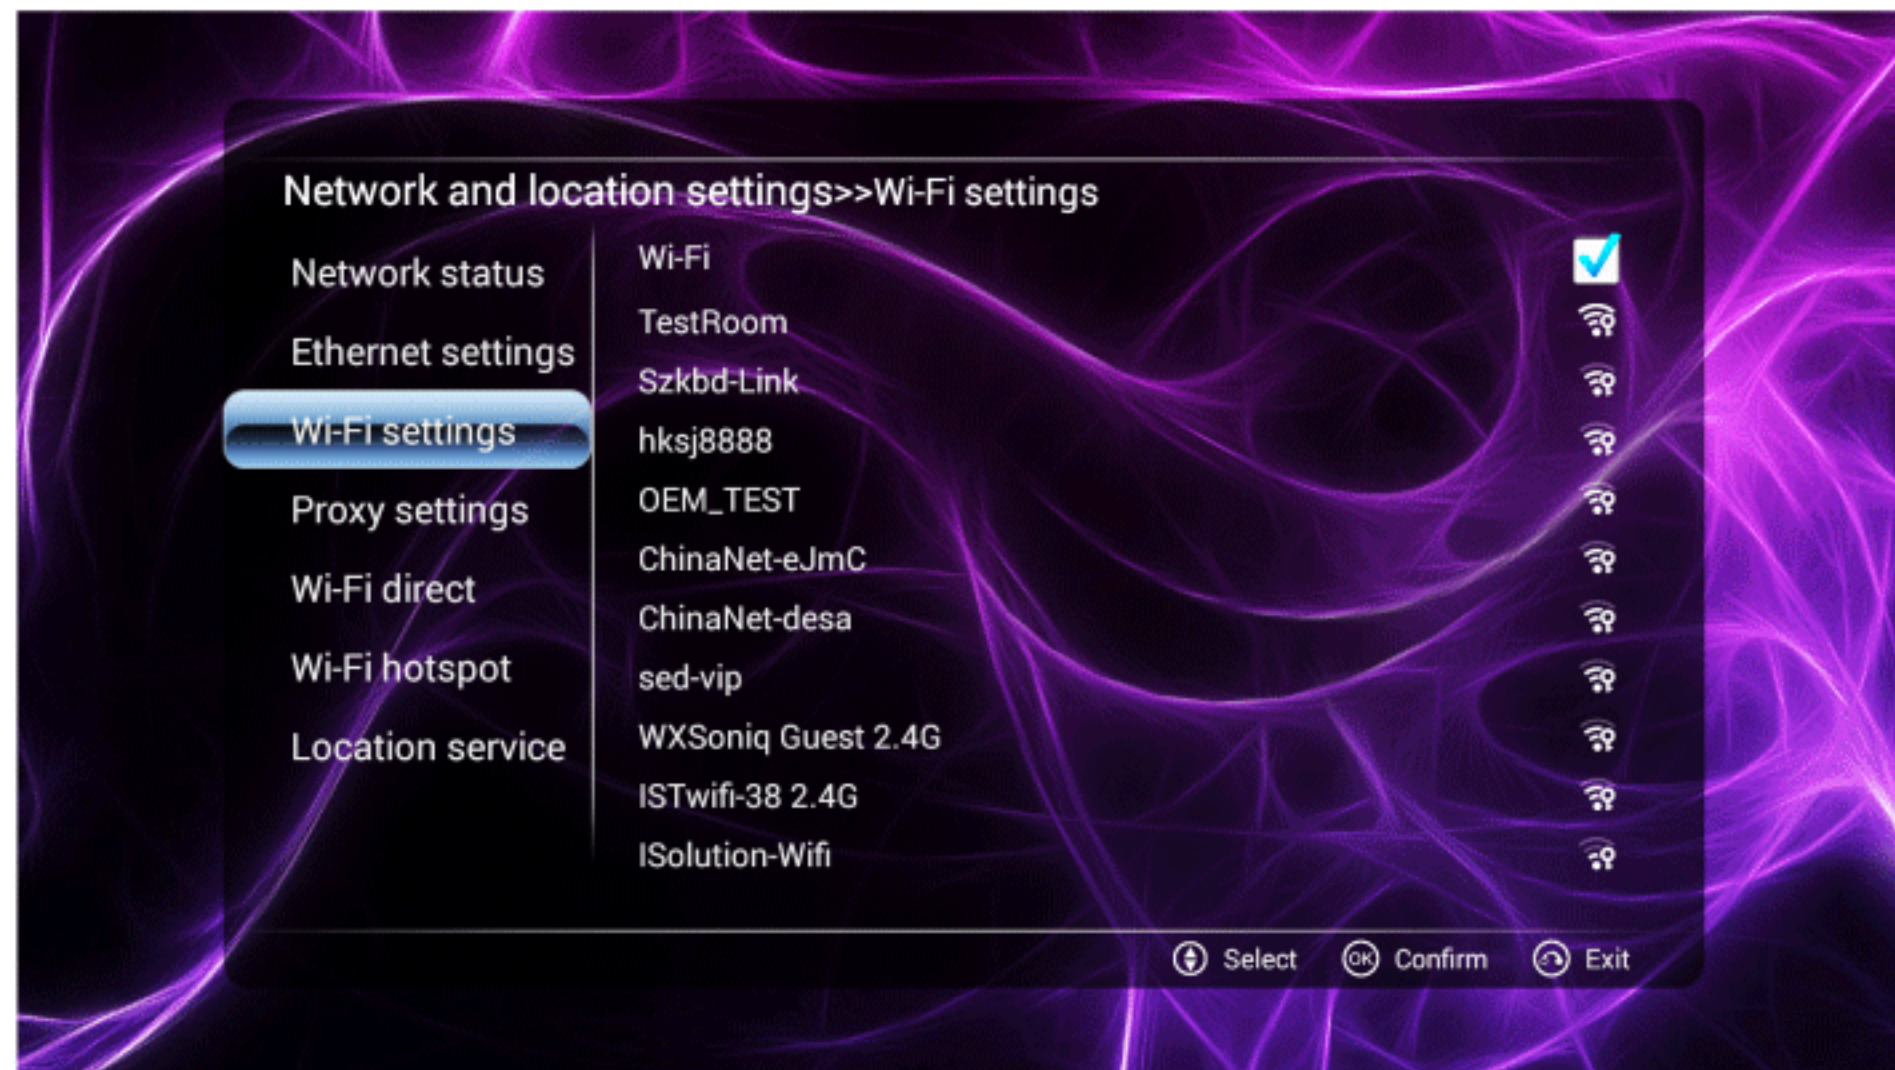 Network and location settings>>Wi-Fi settings
Network status
Ethernet settings
Wi-Fi settings
Proxy settings
Wi-Fi direct
Wi-Fi hotspot
Location service
Wi-Fi
TestRoom
Szkbd-Link
hksj8888
OEM_TEST
ChinaNet-eJmC
ChinaNet-desa
sed-vip
WXSoniq Guest 2.4G
ISTwifi-38 2.4G
ISolution-Wifi
Select OK Confirm Exit